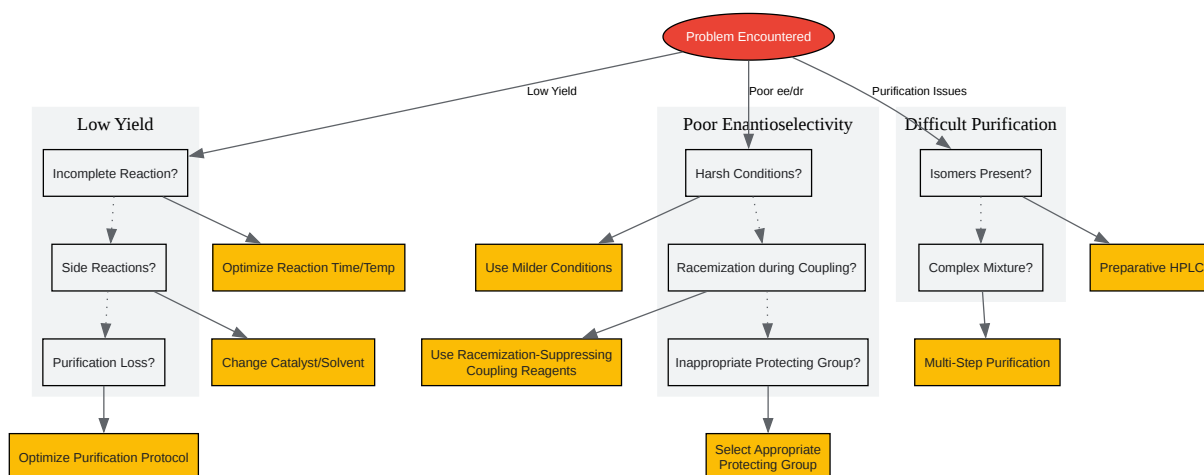 Problem Encountered
Low Yield
Poor ee/dr
Purification Issues
Low Yield
Poor Enantioselectivity
Difficult Purification
Incomplete Reaction?
Harsh Conditions?
Isomers Present?
Side Reactions?
Optimize Reaction Time/Temp
Use Milder Conditions
Racemization during Coupling?
Complex Mixture?
Preparative HPLC
Purification Loss?
Change Catalyst/Solvent
Use Racemization-Suppressing
Coupling Reagents
Inappropriate Protecting Group?
Multi-Step Purification
Optimize Purification Protocol
Select Appropriate
Protecting Group